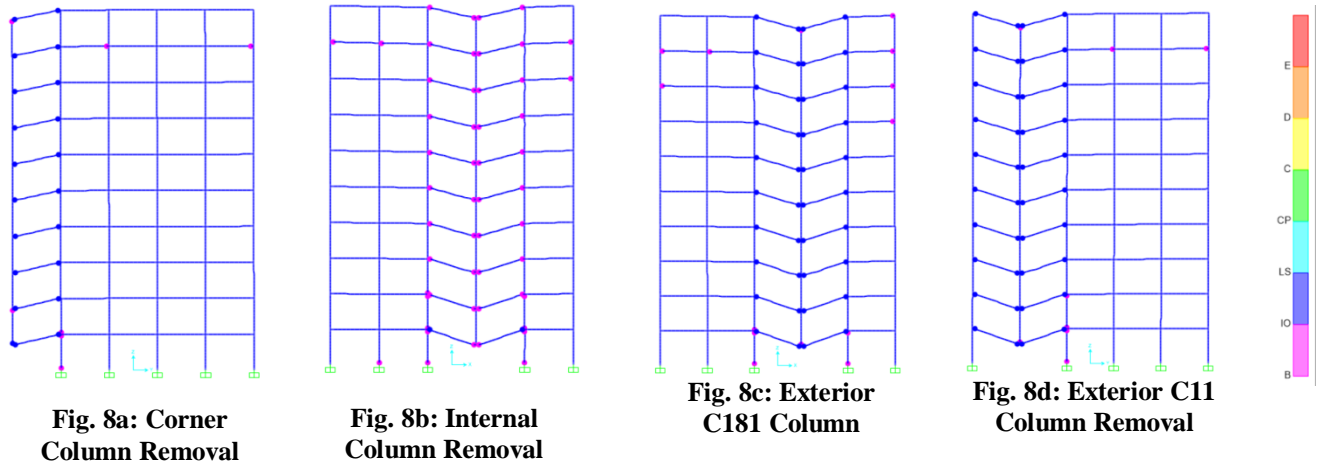 E
D
C
CP
LS
IO
B
Fig. 8a: Corner
Column Removal
Fig. 8b: Internal
Column Removal
Fig. 8c: Exterior
C181 Column
Fig. 8d: Exterior C11
Column Removal